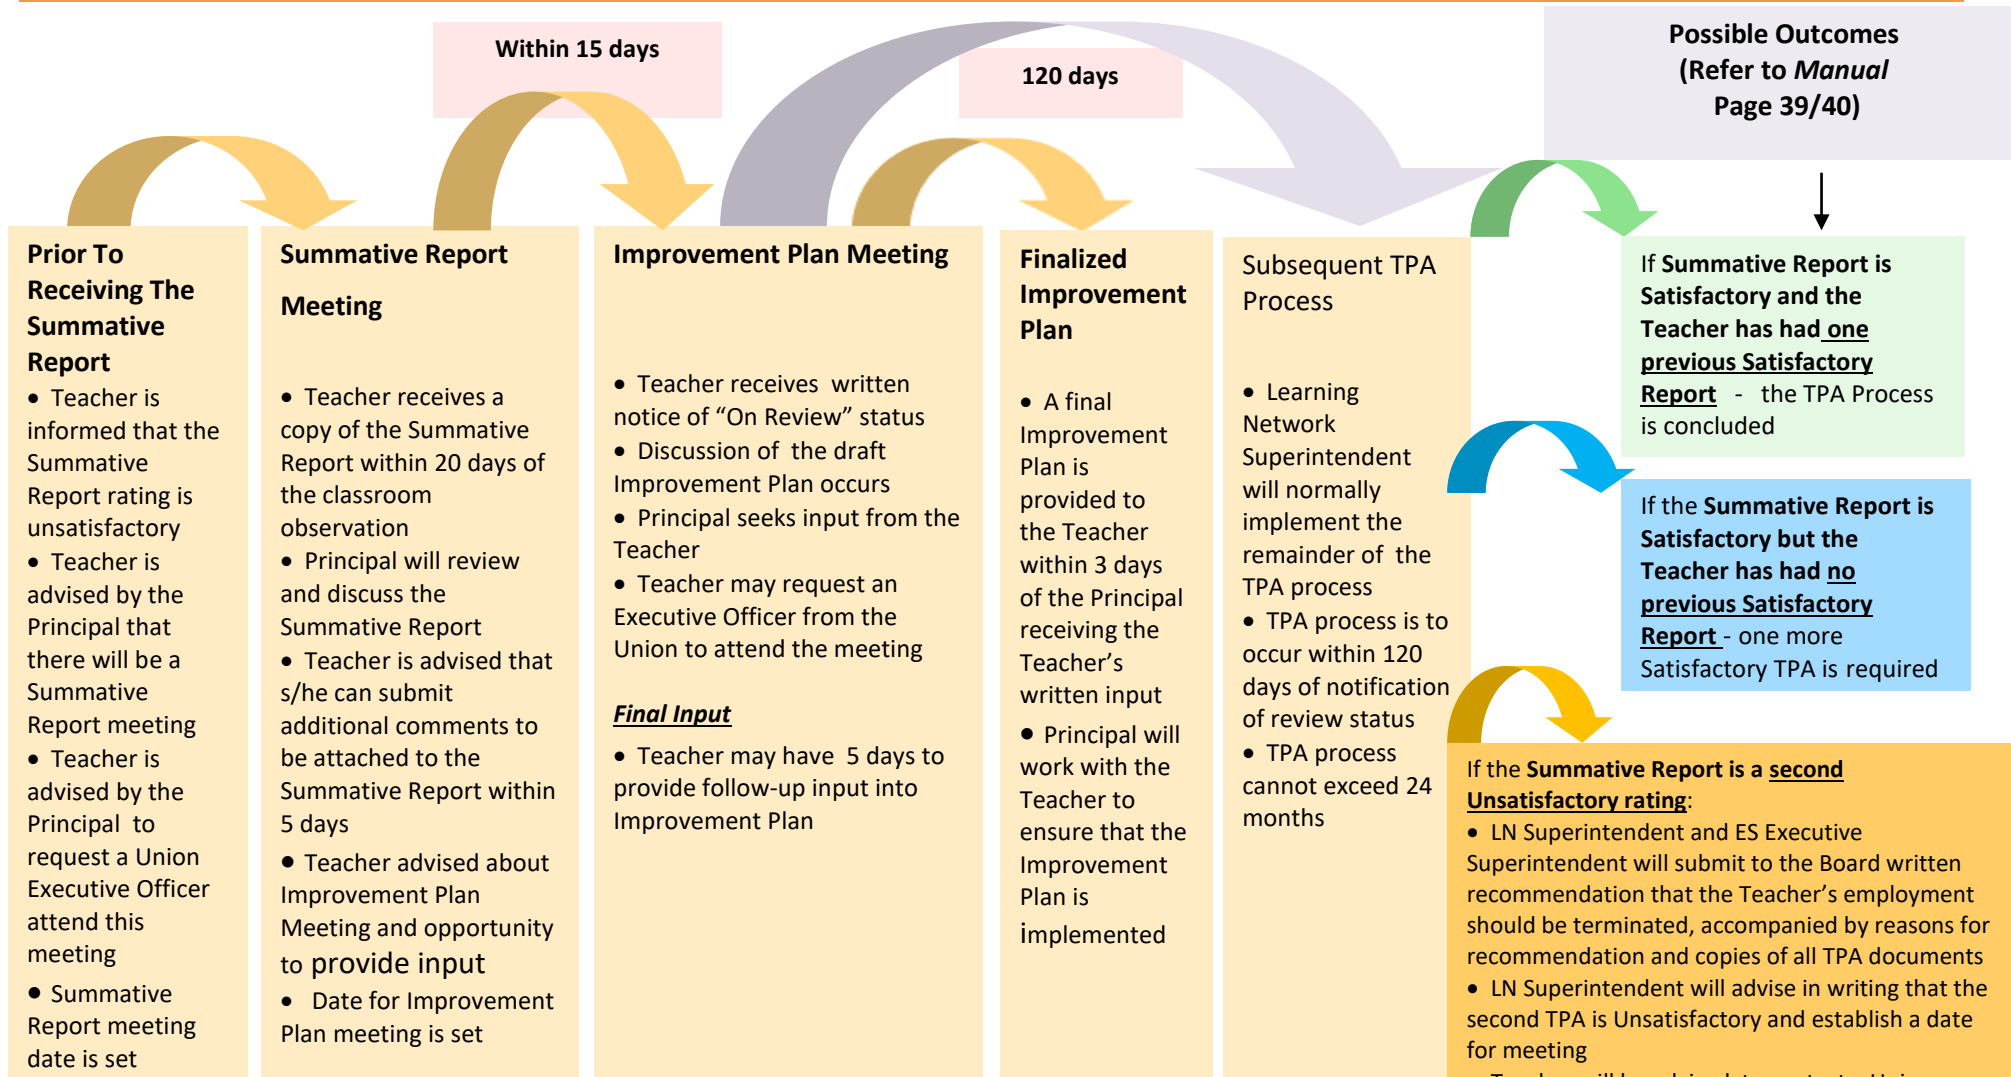 Within 15 days
120 days
Possible Outcomes
(Refer to Manual
Page 39/40)
Prior To
Receiving The
Summative
Report
• Teacher is
informed that the
Summative
Report rating is
unsatisfactory
• Teacher is
advised by the
Principal that
there will be a
Summative
Report meeting
• Teacher is
advised by the
Principal to
request a Union
Executive Officer
attend this
meeting
• Summative
Report meeting
date is set
Summative Report
Meeting
• Teacher receives a
copy of the Summative
Report within 20 days of
the classroom
observation
• Principal will review
and discuss the
Summative Report
• Teacher is advised that
s/he can submit
additional comments to
be attached to the
Summative Report within
5 days
• Teacher advised about
Improvement Plan
Meeting and opportunity
to provide input
• Date for Improvement
Plan meeting is set
Improvement Plan Meeting
• Teacher receives written
notice of “On Review” status
• Discussion of the draft
Improvement Plan occurs
• Principal seeks input from the
Teacher
• Teacher may request an
Executive Officer from the
Union to attend the meeting
Final Input
• Teacher may have 5 days to
provide follow-up input into
Improvement Plan
Finalized
Improvement
Plan
• A final
Improvement
Plan is
provided to
the Teacher
within 3 days
of the Principal
receiving the
Teacher’s
written input
• Principal will
work with the
Teacher to
ensure that the
Improvement
Plan is
implemented
Subsequent TPA
Process
• Learning
Network
Superintendent
will normally
implement the
remainder of the
TPA process
• TPA process is to
occur within 120
days of notification
of review status
• TPA process
cannot exceed 24
months
If Summative Report is
Satisfactory and the
Teacher has had one
previous Satisfactory
Report - the TPA Process
is concluded
If the Summative Report is
Satisfactory but the
Teacher has had no
previous Satisfactory
Report - one more
Satisfactory TPA is required
If the Summative Report is a second
Unsatisfactory rating:
• LN Superintendent and ES Executive
Superintendent will submit to the Board written
recommendation that the Teacher’s employment
should be terminated, accompanied by reasons for
recommendation and copies of all TPA documents
• LN Superintendent will advise in writing that the
second TPA is Unsatisfactory and establish a date
for meeting